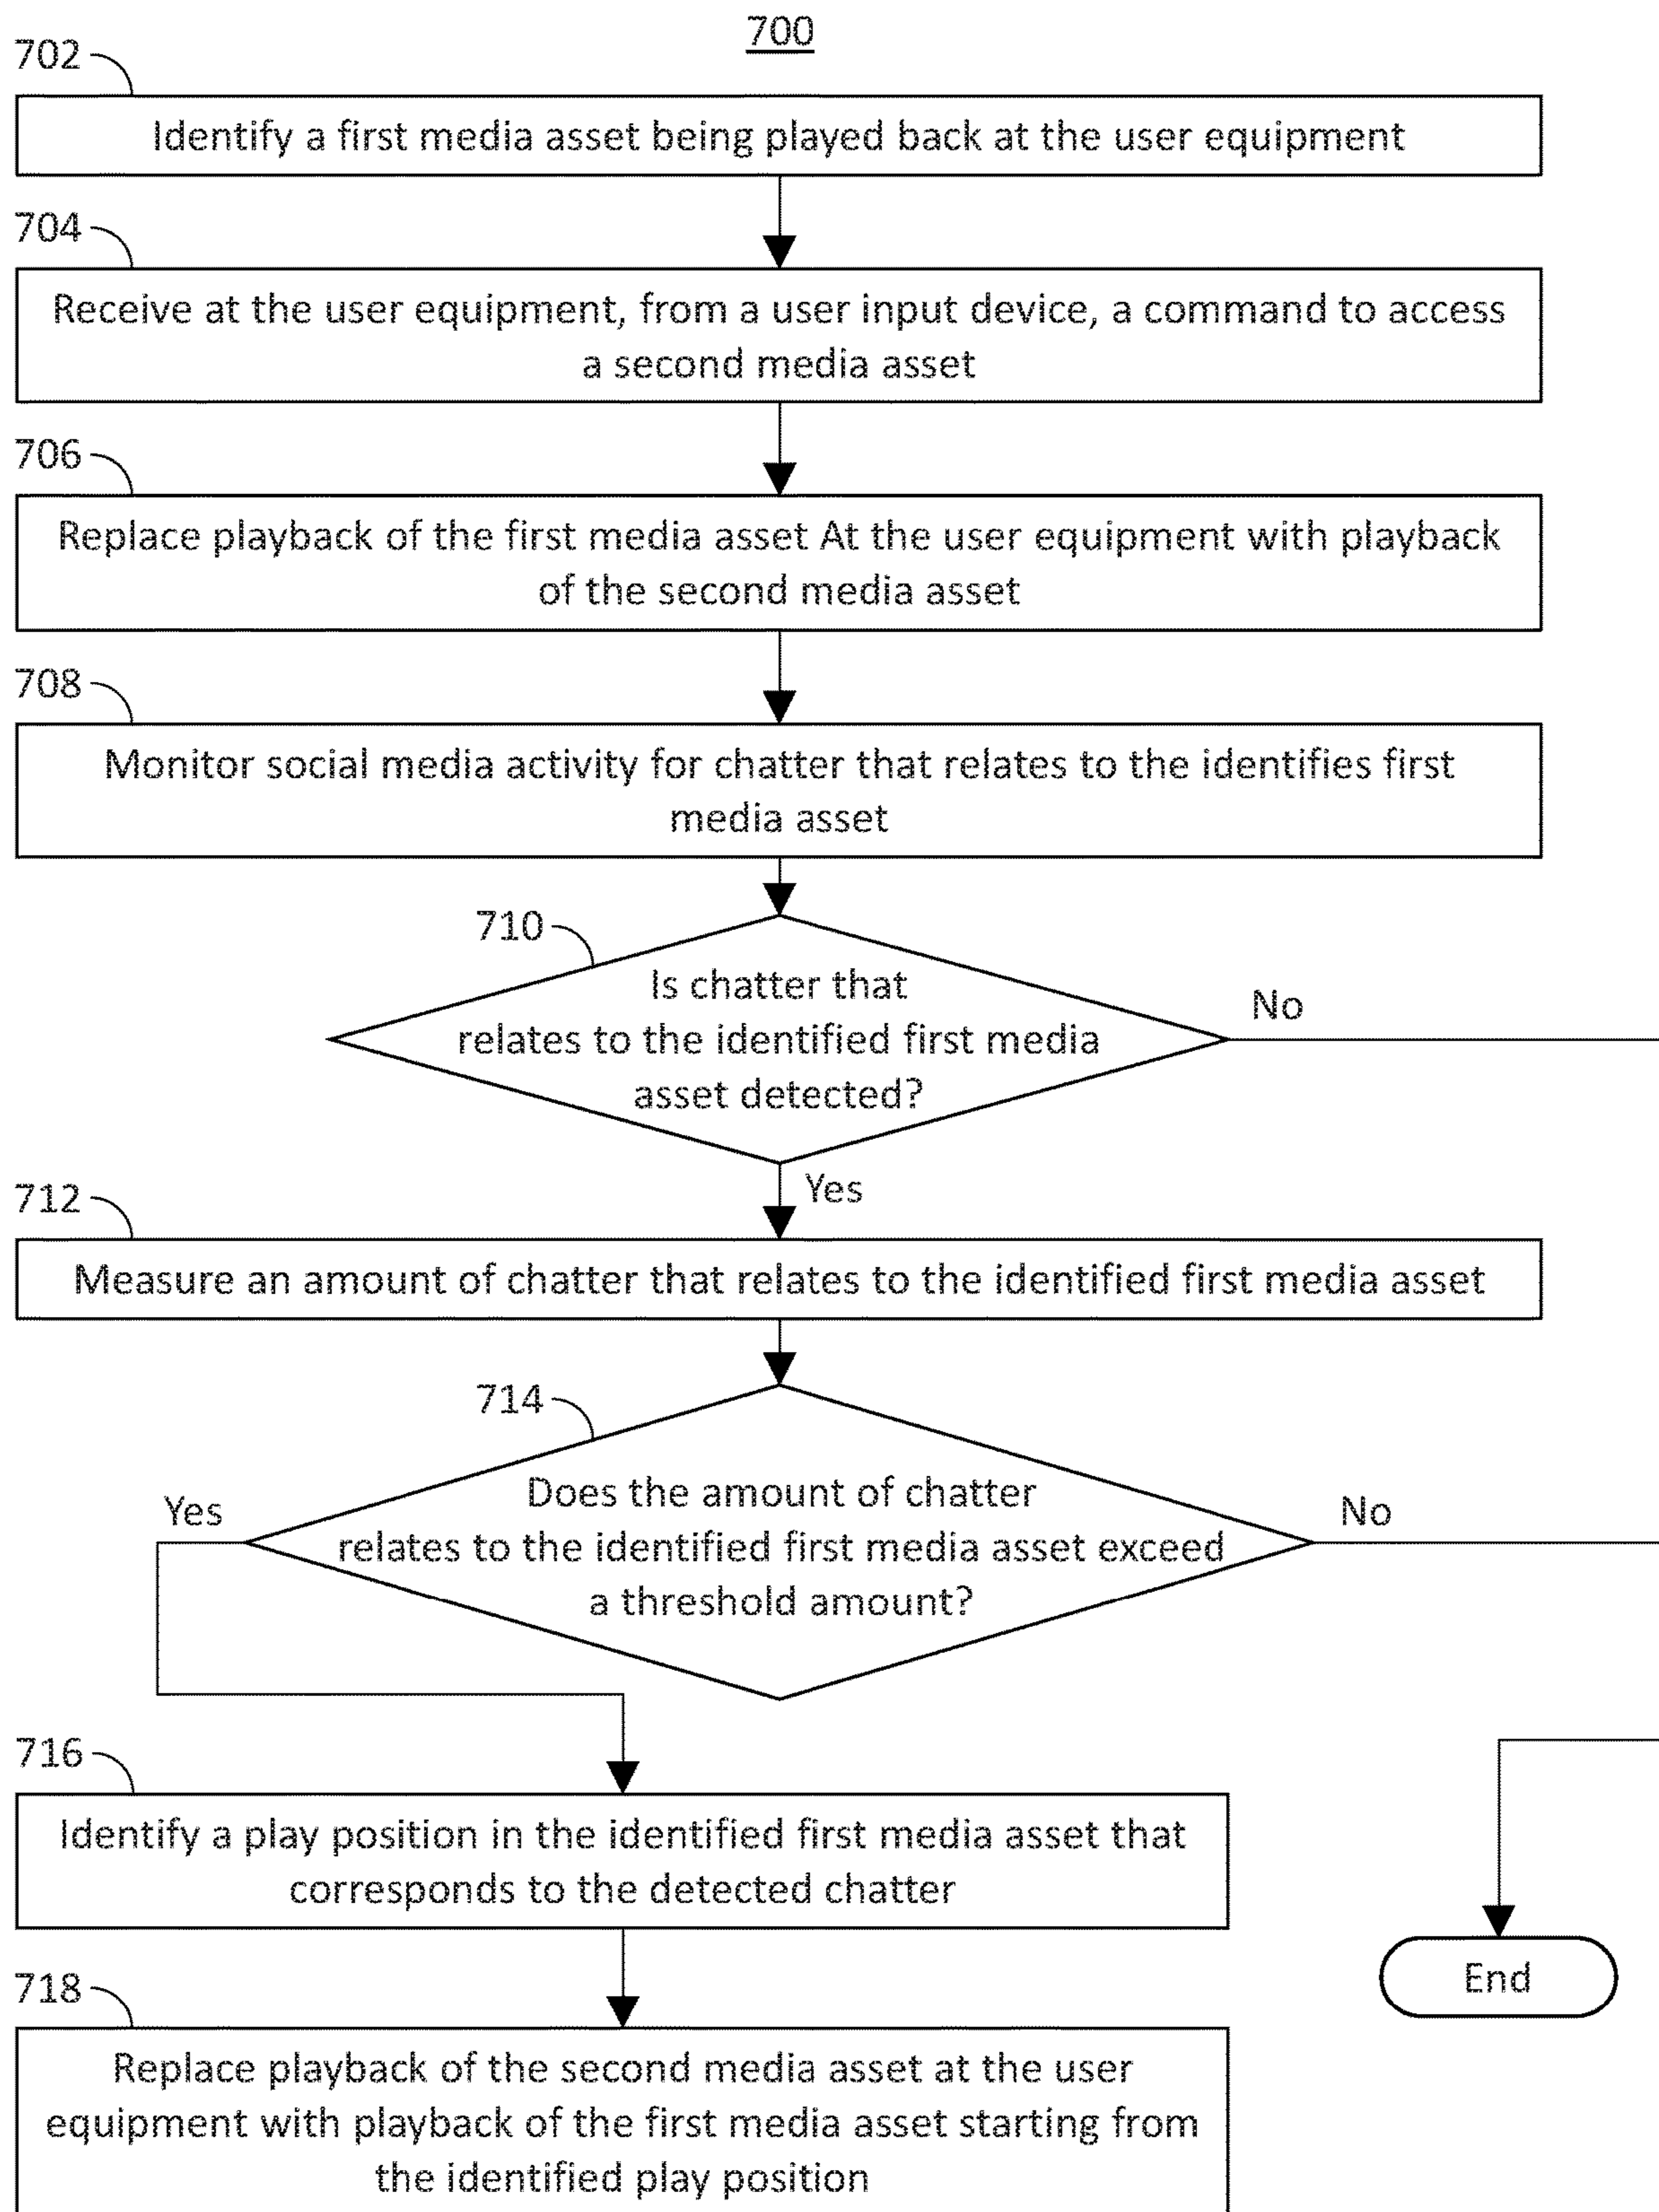 700
702
Identify a first media asset being played back at the user equipment
704
Receive at the user equipment, from a user input device, a command to access
a second media asset
706
Replace playback of the first media asset At the user equipment with playback
of the second media asset
708
Monitor social media activity for chatter that relates to the identifies first
media asset
710
Is chatter that
relates to the identified first media
asset detected?
No
Yes
712
Measure an amount of chatter that relates to the identified first media asset
714
Does the amount of chatter
relates to the identified first media asset exceed
a threshold amount?
Yes
No
716
Identify a play position in the identified first media asset that
corresponds to the detected chatter
End
718
Replace playback of the second media asset at the user
equipment with playback of the first media asset starting from
the identified play position